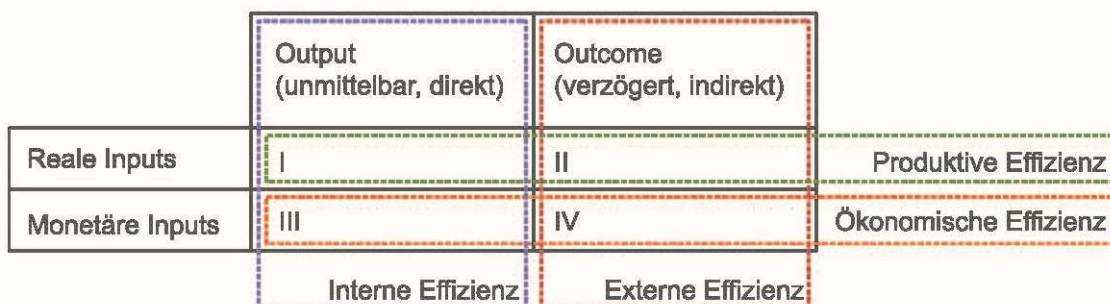 Output
(unmittelbar, direkt)
Outcome
(verzögert, indirekt)
Reale Inputs
I
II
Produktive Effizienz
Monetäre Inputs
III
IV
Ökonomische Effizienz
Interne Effizienz
Externe Effizienz